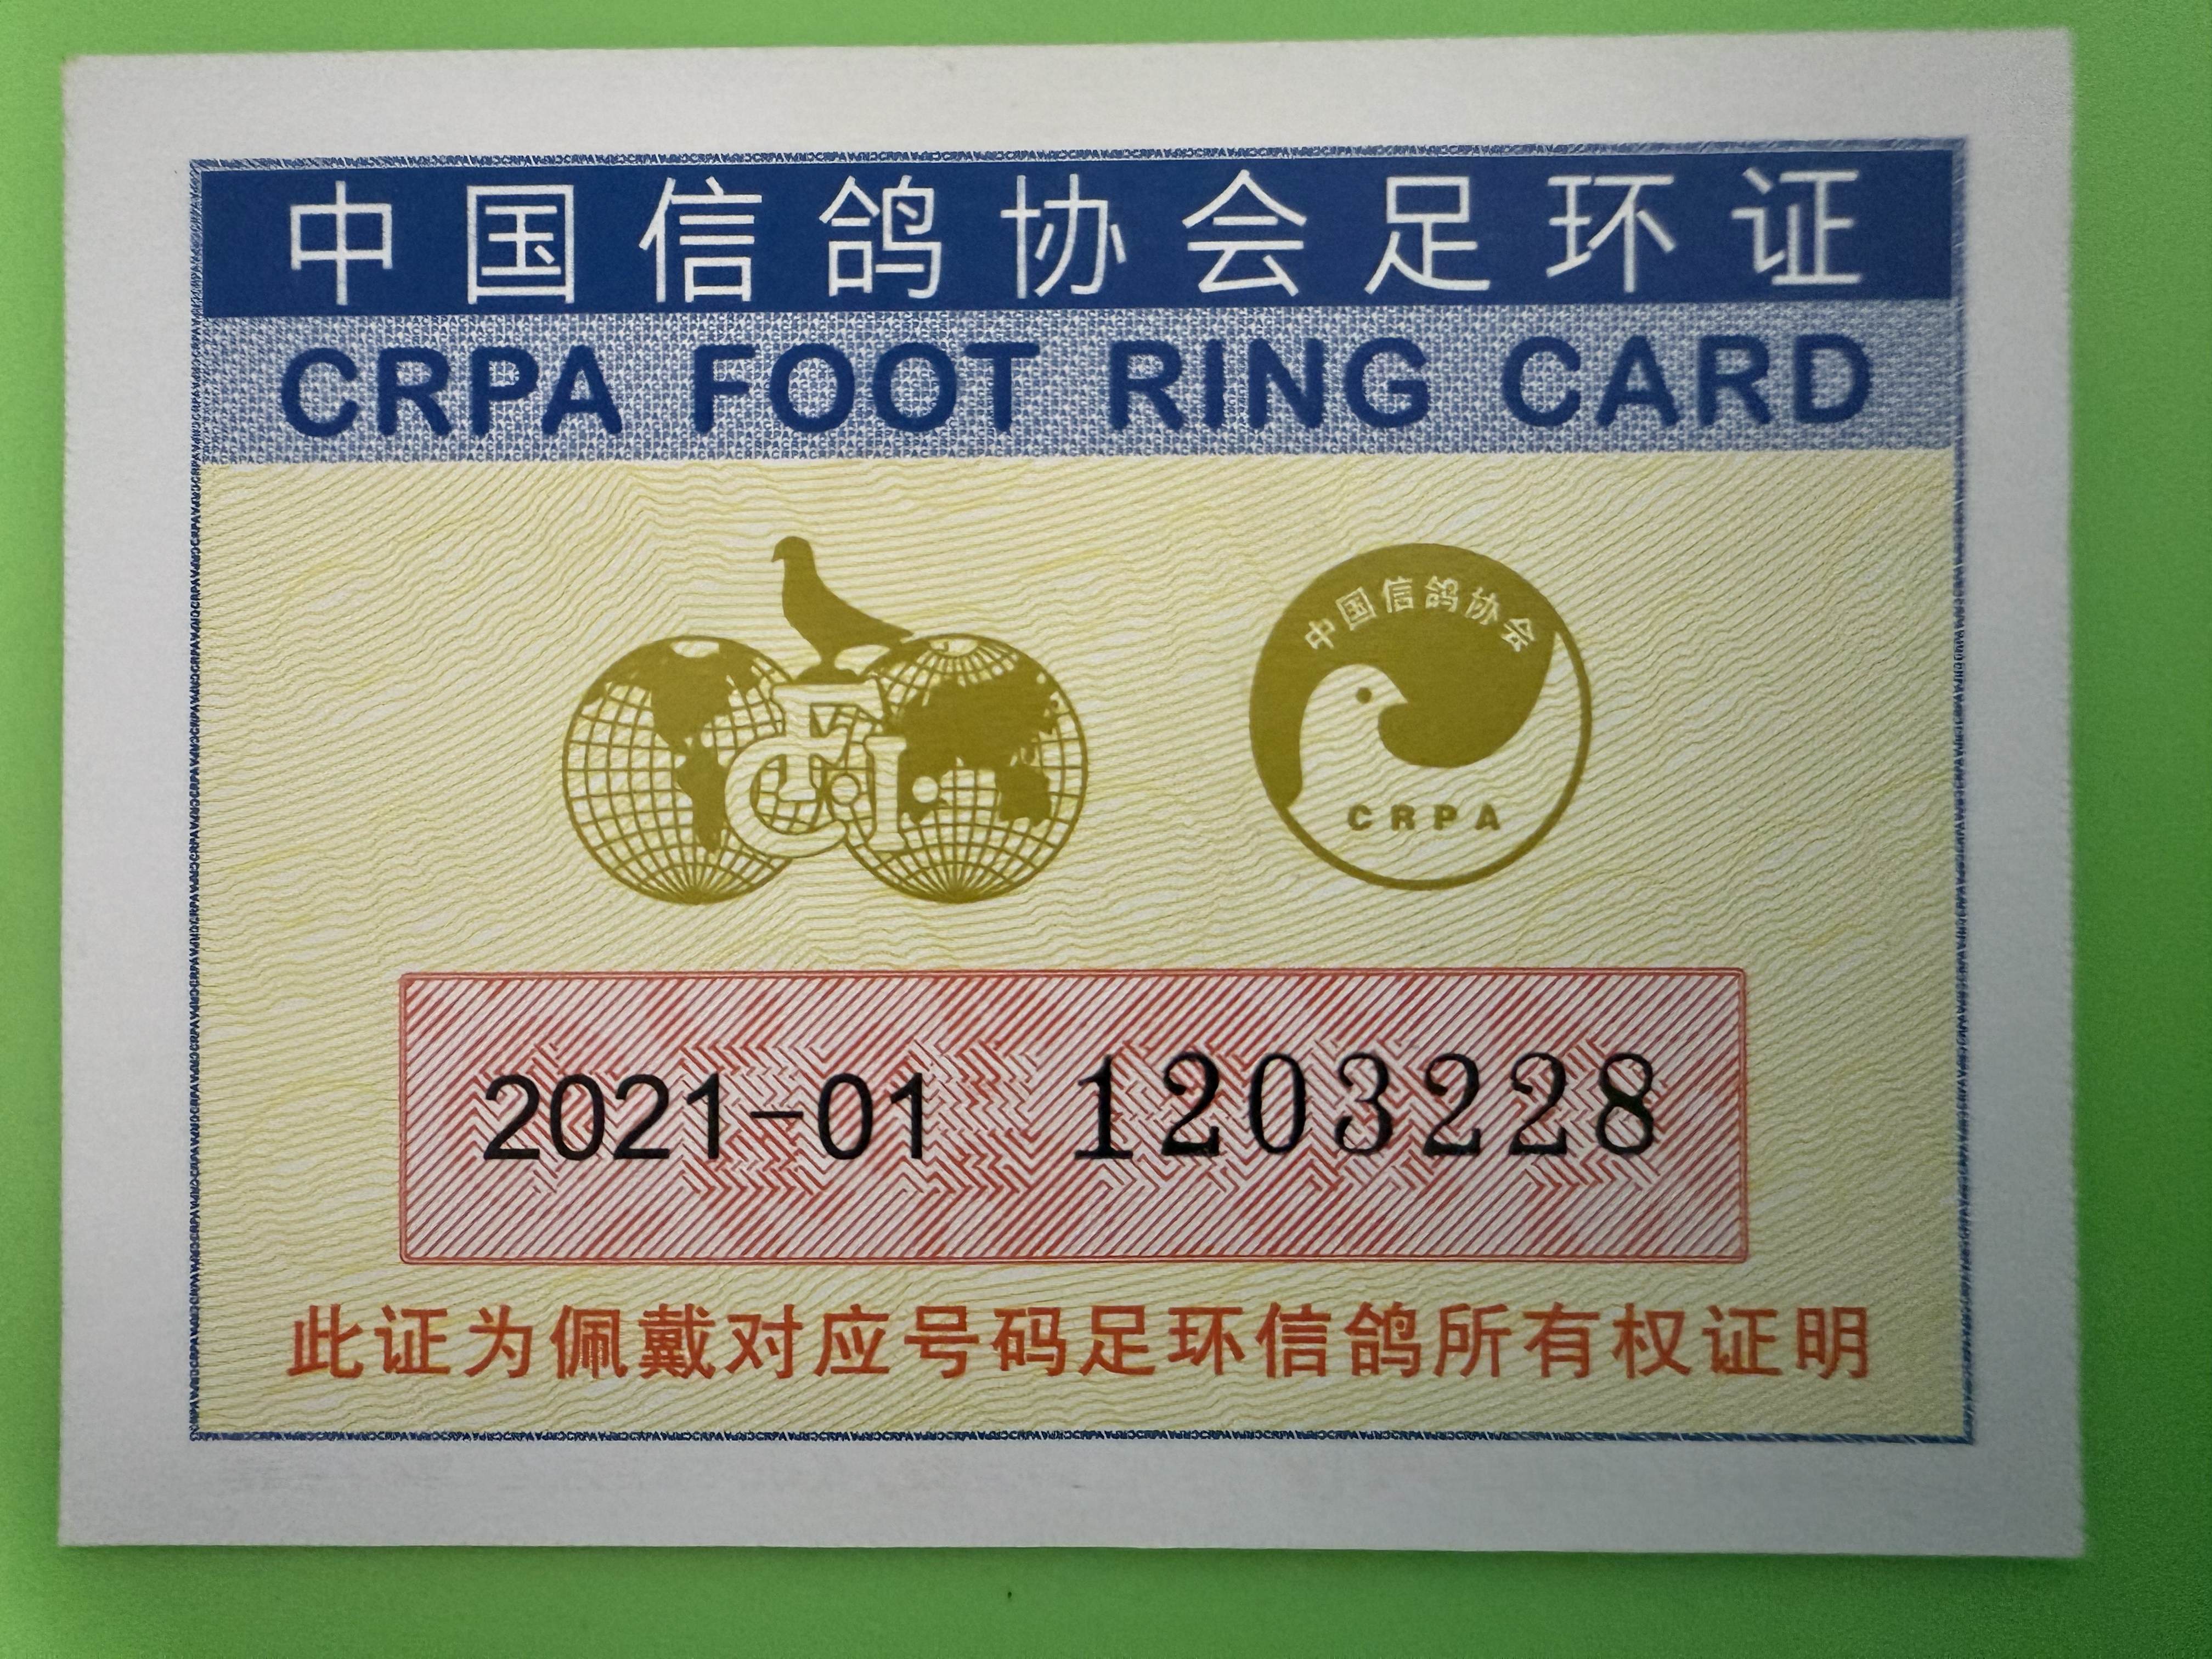 中国信鸽协会足环证
CRPA FOOT RING CARD
F
C.I.
中国信鸽协会
CRPA
2021-01 1203228
此证为佩戴对应号码足环信鸽所有权证明